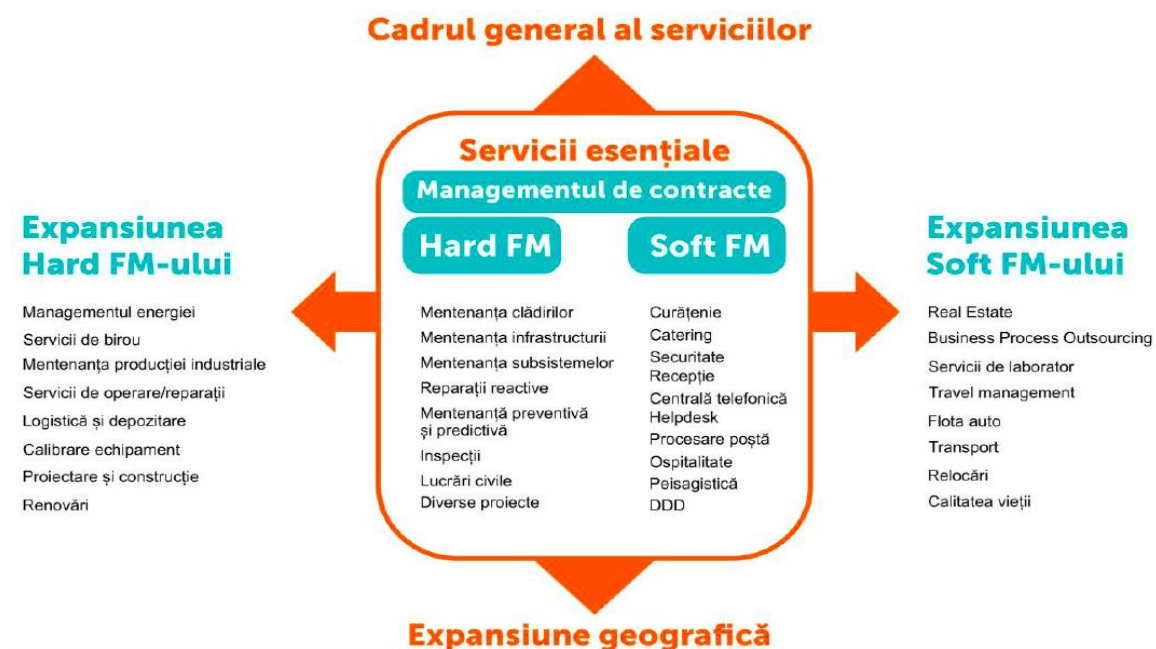 Cadrul general al serviciilor
Servicii esențiale
Managementul de contracte
Expansiunea
Hard FM-ului
Managementul energiei
Servicii de birou
Mentenanța producției industriale
Servicii de operare/reparații
Logistică și depozitare
Calibrare echipament
Proiectare și construcție
Renovări
Hard FM
Mentenanța clădirilor
Mentenanța infrastructurii
Mentenanța subsistemelor
Reparații reactive
Mentenanță preventivă
și predictivă
Inspecții
Lucrări civile
Diverse proiecte
Soft FM
Curățenie
Catering
Securitate
Recepție
Centrală telefonică
Helpdesk
Procesare poștă
Ospitalitate
Peisagistică
DDD
Expansiunea
Soft FM-ului
Real Estate
Business Process Outsourcing
Servicii de laborator
Travel management
Flota auto
Transport
Relocări
Calitatea vieții
Expansiune geografică